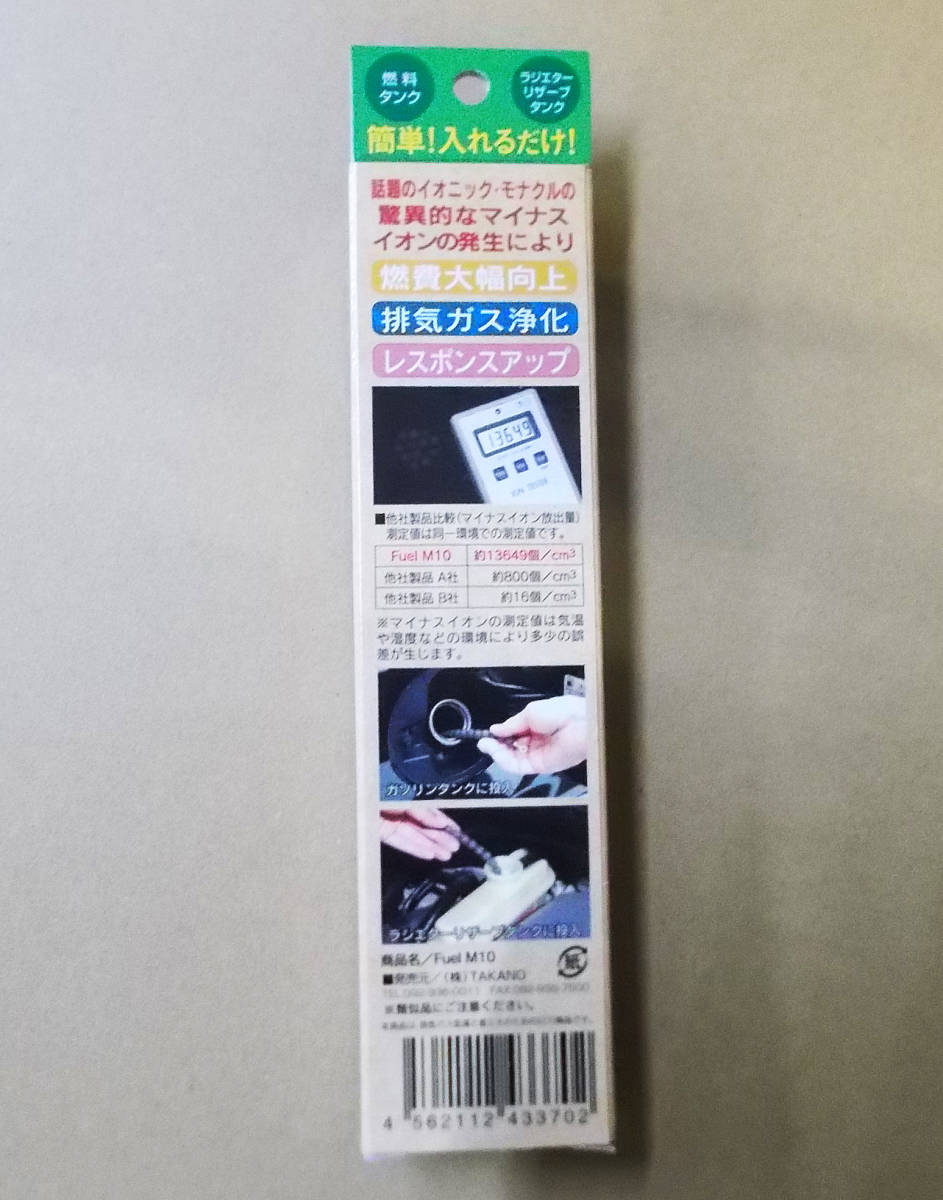 燃料
タンク
ラジエター
リザーブ
タンク
簡単!入れるだけ!
話題のイオニック・モナクルの
驚異的なマイナス
イオンの発生により
燃費大幅向上
排気ガス浄化
レスポンスアップ
13649
ION TESTER
■他社製品比較(マイナスイオン放出量)
測定値は同一環境での測定値です。
Fuel M10 約13649個/cm³
他社製品 A社 約800個/cm³
他社製品 B社 約16個/cm³
※マイナスイオンの測定値は気温
や湿度などの環境により多少の誤
差が生じます。
ガソリンタンクに投入
ラジエターリザーブタンクに投入
商品名/Fuel M10
紙
■発売元/(株)TAKANO
※類似品にご注意ください。
4 562112 433702